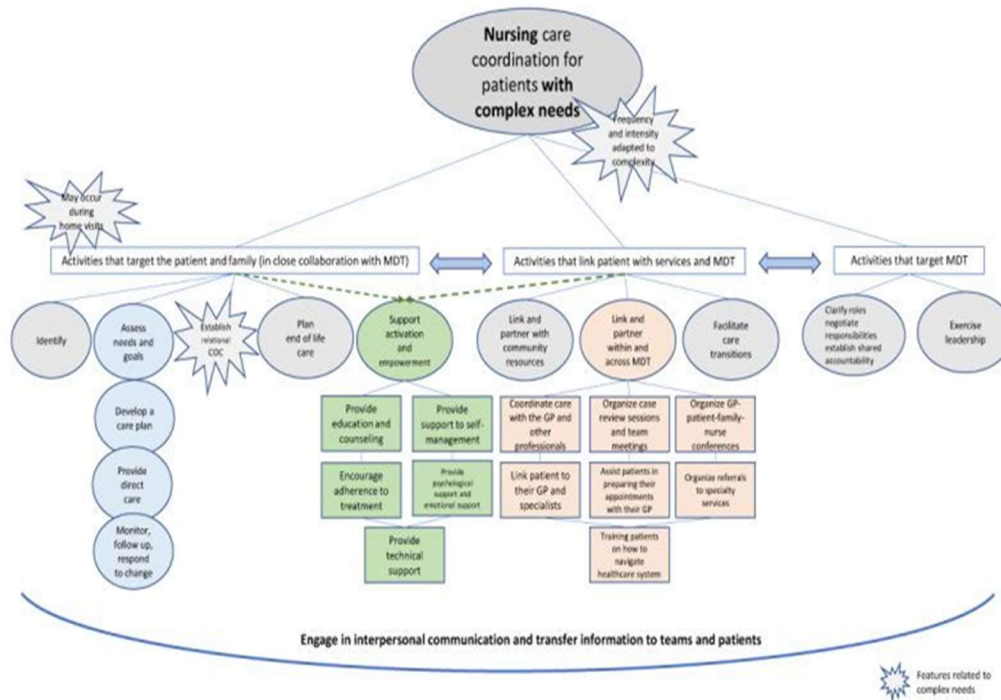 Nursing care
coordination for
patients with
complex needs
Frequency
and intensity
adapted to
complexity
May occur
during
home visits
Activities that target the patient and family (in close collaboration with MDT)
Activities that link patient with services and MDT
Activities that target MDT
Identify
Assess
needs and
goals
Establish
relational
COC
Plan
end of life
care
Support
activation
and
empowerment
Link and
partner with
community
resources
Link and
partner within
and across MDT
Facilitate
care
transitions
Clarify roles
negotiate
responsibilities
establish shared
accountability
Exercise
leadership
Develop a
care plan
Provide
direct
care
Monitor,
follow up,
respond
to change
Provide
education and
counseling
Provide
support to self-
management
Encourage
adherence to
treatment
Provide
psychological
support and
emotional support
Provide
technical
support
Coordinate care
with the GP and
other
professionals
Organize case
review sessions
and team
meetings
Organize GP-
patient-family-
nurse
conferences
Link patient to
their GP and
specialists
Assist patients in
preparing their
appointments
with their GP
Organize referrals
to specialty
services
Training patients
on how to
navigate
healthcare system
Engage in interpersonal communication and transfer information to teams and patients
Features related to
complex needs